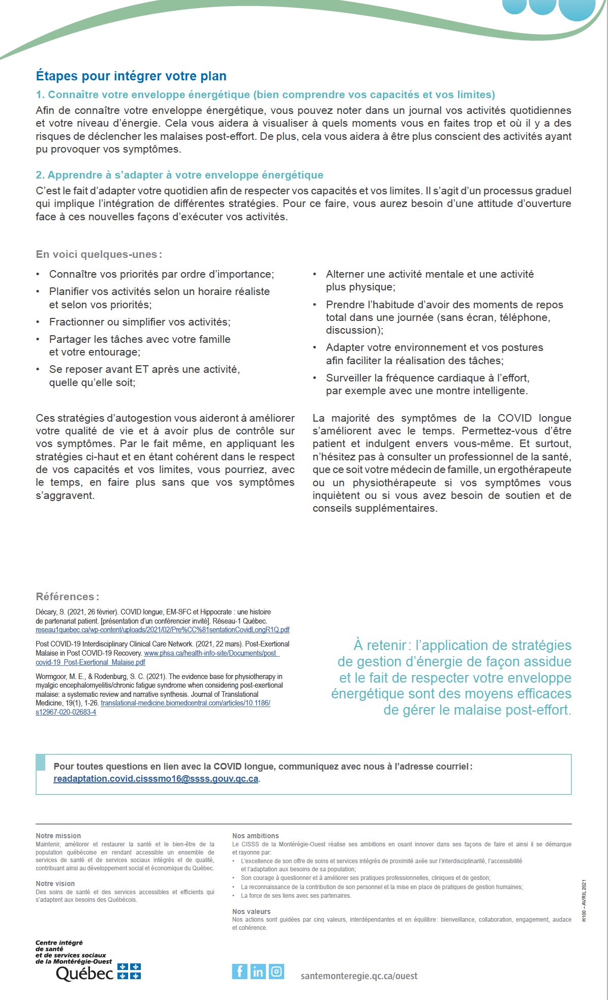 Étapes pour intégrer votre plan
1. Connaître votre enveloppe énergétique (bien comprendre vos capacités et vos limites)
Afin de connaître votre enveloppe énergétique, vous pouvez noter dans un journal vos activités quotidiennes
et votre niveau d’énergie. Cela vous aidera à visualiser à quels moments vous en faites trop et où il y a des
risques de déclencher les malaises post-effort. De plus, cela vous aidera à être plus conscient des activités ayant
pu provoquer vos symptômes.
2. Apprendre à s’adapter à votre enveloppe énergétique
C’est le fait d’adapter votre quotidien afin de respecter vos capacités et vos limites. Il s’agit d’un processus graduel
qui implique l’intégration de différentes stratégies. Pour ce faire, vous aurez besoin d’une attitude d’ouverture
face à ces nouvelles façons d’exécuter vos activités.
En voici quelques-unes :
• Connaître vos priorités par ordre d’importance;
• Planifier vos activités selon un horaire réaliste
et selon vos priorités;
• Fractionner ou simplifier vos activités;
• Partager les tâches avec votre famille
et votre entourage;
• Se reposer avant ET après une activité,
quelle qu’elle soit;
• Alterner une activité mentale et une activité
plus physique;
• Prendre l’habitude d’avoir des moments de repos
total dans une journée (sans écran, téléphone,
discussion);
• Adapter votre environnement et vos postures
afin faciliter la réalisation des tâches;
• Surveiller la fréquence cardiaque à l’effort,
par exemple avec une montre intelligente.
Ces stratégies d’autogestion vous aideront à améliorer
votre qualité de vie et à avoir plus de contrôle sur
vos symptômes. Par le fait même, en appliquant les
stratégies ci-haut et en étant cohérent dans le respect
de vos capacités et vos limites, vous pourriez, avec
le temps, en faire plus sans que vos symptômes
s’aggravent.
La majorité des symptômes de la COVID longue
s’améliorent avec le temps. Permettez-vous d’être
patient et indulgent envers vous-même. Et surtout,
n’hésitez pas à consulter un professionnel de la santé,
que ce soit votre médecin de famille, un ergothérapeute
ou un physiothérapeute si vos symptômes vous
inquiètent ou si vous avez besoin de soutien et de
conseils supplémentaires.
Références :
Décary, S. (2021, 26 février). COVID longue, EM-SFC et Hippocrate : une histoire
de partenariat patient. [présentation d’un conférencier invité]. Réseau-1 Québec.
reseau1quebec.ca/wp-content/uploads/2021/02/Pre%CC%81sentationCovidLongR1Q.pdf
Post COVID-19 Interdisciplinary Clinical Care Network. (2021, 22 mars). Post-Exertional
Malaise in Post COVID-19 Recovery. www.phsa.ca/health-info-site/Documents/post_
covid-19_Post-Exertional_Malaise.pdf
Wormgoor, M. E., & Rodenburg, S. C. (2021). The evidence base for physiotherapy in
myalgic encephalomyelitis/chronic fatigue syndrome when considering post-exertional
malaise: a systematic review and narrative synthesis. Journal of Translational
Medicine, 19(1), 1-26. translational-medicine.biomedcentral.com/articles/10.1186/
s12967-020-02683-4
À retenir : l’application de stratégies
de gestion d’énergie de façon assidue
et le fait de respecter votre enveloppe
énergétique sont des moyens efficaces
de gérer le malaise post-effort.
Pour toutes questions en lien avec la COVID longue, communiquez avec nous à l’adresse courriel :
readaptation.covid.cisssmo16@ssss.gouv.qc.ca.
Notre mission
Maintenir, améliorer et restaurer la santé et le bien-être de la
population québécoise en rendant accessible un ensemble de
services de santé et de services sociaux intégrés et de qualité,
contribuant ainsi au développement social et économique du Québec.
Notre vision
Des soins de santé et des services accessibles et efficients qui
s’adaptent aux besoins des Québécois.
Nos ambitions
Le CISSS de la Montérégie-Ouest réalise ses ambitions en osant innover dans ses façons de faire et ainsi il se démarque
et rayonne par:
• L’excellence de son offre de soins et services intégrés de proximité axée sur l’interdisciplinarité, l’accessibilité
et l’adaptation aux besoins de sa population;
• Son courage à questionner et à améliorer ses pratiques professionnelles, cliniques et de gestion;
• La reconnaissance de la contribution de son personnel et la mise en place de pratiques de gestion humaines;
• La force de ses liens avec ses partenaires.
Nos valeurs
Nos actions sont guidées par cinq valeurs, interdépendantes et en équilibre : bienveillance, collaboration, engagement, audace
et cohérence.
H100 – AVRIL 2021
Centre intégré
de santé
et de services sociaux
de la Montérégie-Ouest
Québec
santemonteregie.qc.ca/ouest